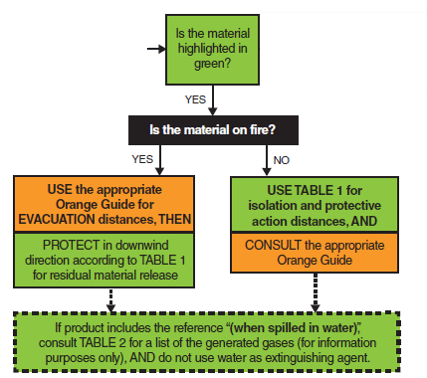 Is the material
highlighted in
green?
YES
Is the material on fire?
YES
NO
USE the appropriate
Orange Guide for
EVACUATION distances, THEN
PROTECT in downwind
direction according to TABLE 1
for residual material release
USE TABLE 1 for
isolation and protective
action distances, AND
CONSULT the appropriate
Orange Guide
If product includes the reference “(when spilled in water)”,
consult TABLE 2 for a list of the generated gases (for information
purposes only), AND do not use water as extinguishing agent.